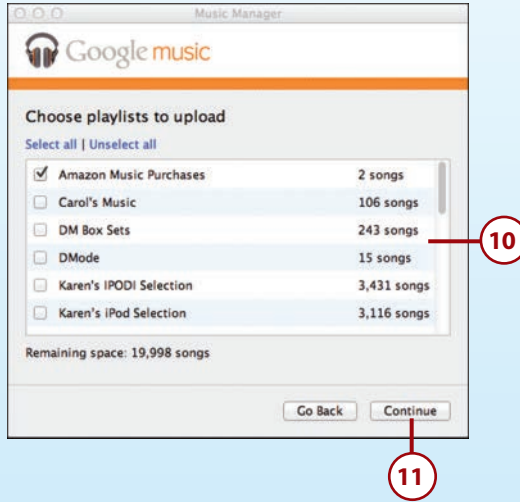 Music Manager
Google music
Choose playlists to upload
Select all | Unselect all
Amazon Music Purchases 2 songs
Carol's Music 106 songs
DM Box Sets 243 songs
10
DMode 15 songs
Karen's IPODI Selection 3,431 songs
Karen's iPod Selection 3,116 songs
Remaining space: 19,998 songs
Go Back Continue
11